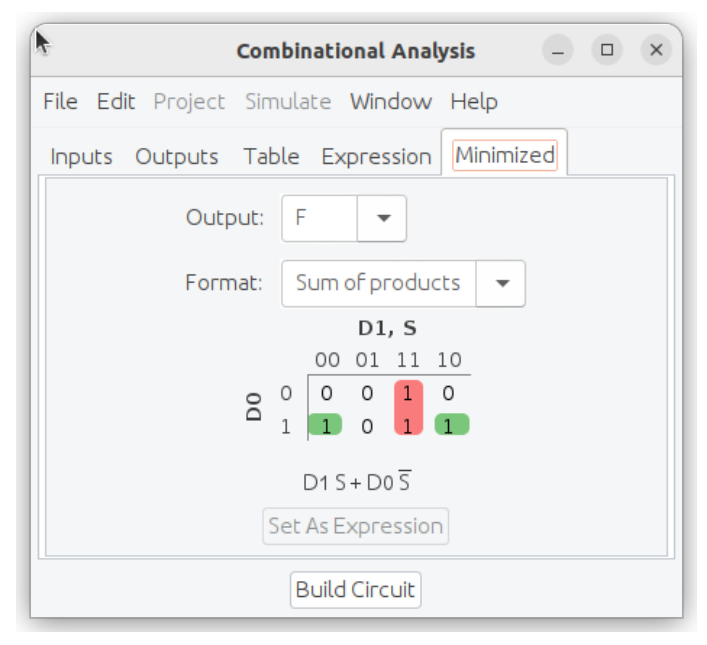 Combinational Analysis
File Edit Project Simulate Window Help
Inputs Outputs Table Expression Minimized
Output: F
Format: Sum of products
D1, S
00 01 11 10
D0
0 0 0 1 0
1 1 0 1 1
D1 S + D0 S̅
Set As Expression
Build Circuit